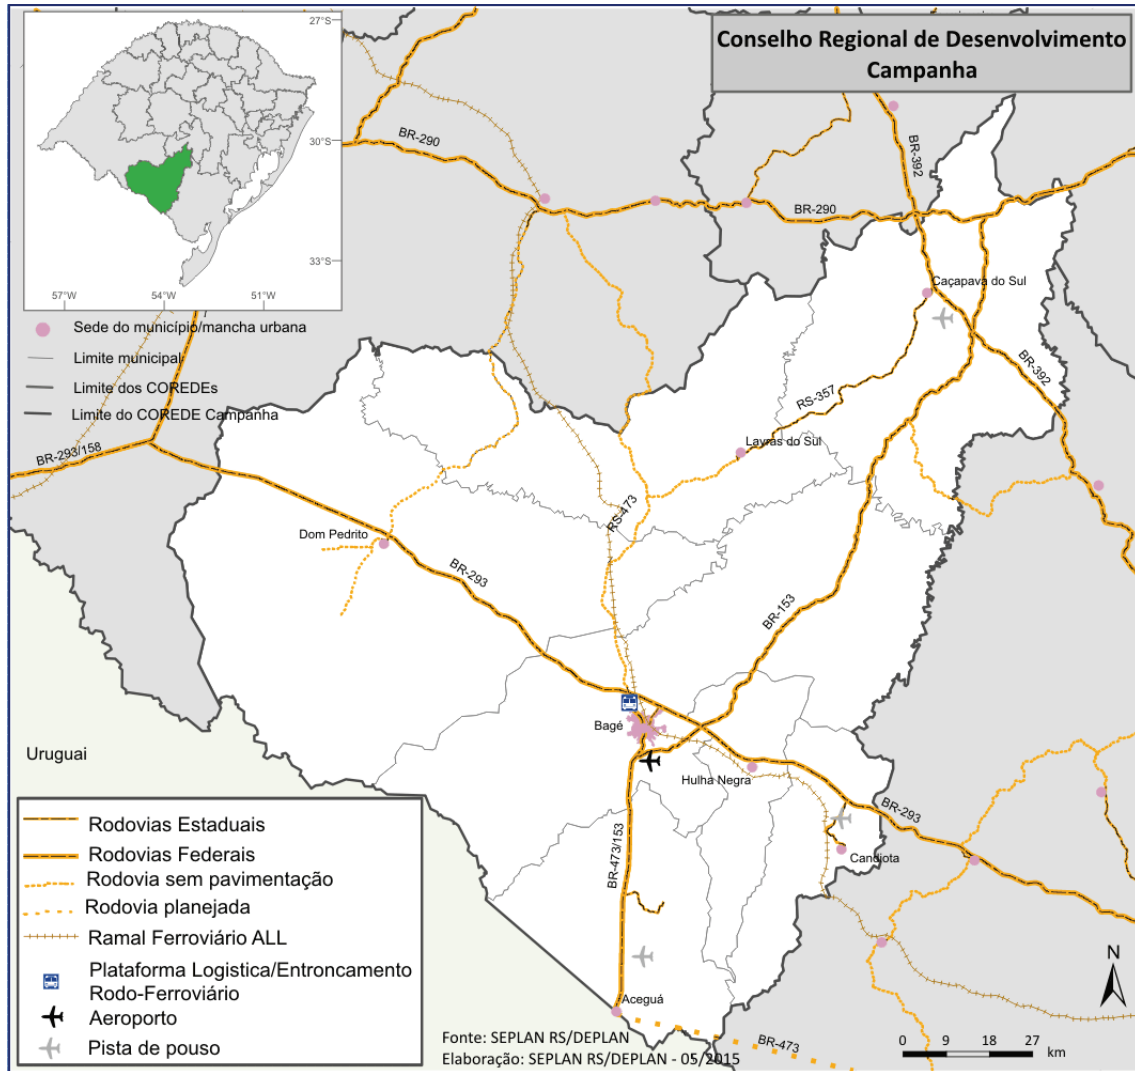 Conselho Regional de Desenvolvimento
Campanha
27°S
30°S
33°S
57°W
54°W
51°W
Sede do município/mancha urbana
Limite municipal
Limite dos COREDEs
Limite do COREDE Campanha
BR-290
BR-392
BR-290
Caçapava do Sul
BR-392
RS-357
Lavras do Sul
BR-293/158
RS-473
Dom Pedrito
BR-293
BR-153
Bagé
Uruguai
Hulha Negra
BR-293
Candiota
BR-473/153
Aceguá
BR-473
Rodovias Estaduais
Rodovias Federais
Rodovia sem pavimentação
Rodovia planejada
Ramal Ferroviário ALL
Plataforma Logistica/Entroncamento
Rodo-Ferroviário
Aeroporto
Pista de pouso
Fonte: SEPLAN RS/DEPLAN
Elaboração: SEPLAN RS/DEPLAN - 05/2015
N
0 9 18 27
km